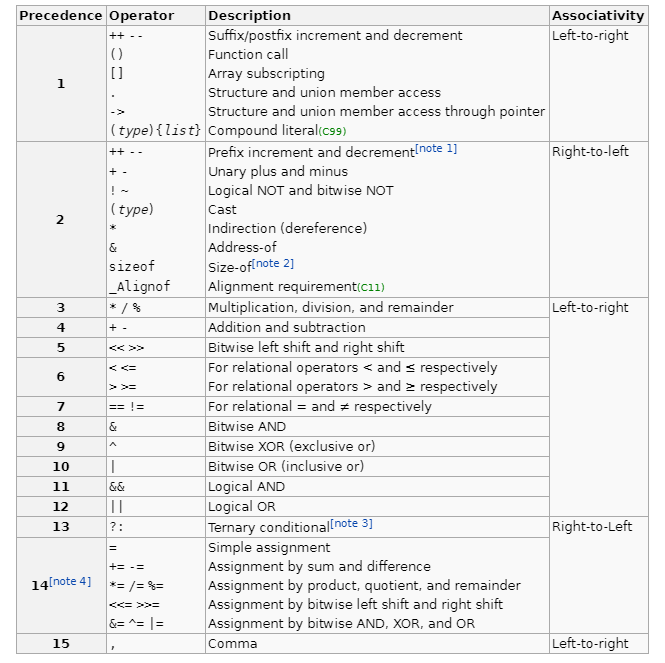 Precedence Operator Description Associativity
1
++ -- Suffix/postfix increment and decrement Left-to-right
() Function call
[] Array subscripting
. Structure and union member access
-> Structure and union member access through pointer
(type){list} Compound literal(C99)
2
++ -- Prefix increment and decrement[note 1] Right-to-left
+ - Unary plus and minus
! ~ Logical NOT and bitwise NOT
(type) Cast
* Indirection (dereference)
& Address-of
sizeof Size-of[note 2]
_Alignof Alignment requirement(C11)
3 * / % Multiplication, division, and remainder Left-to-right
4 + - Addition and subtraction
5 << >> Bitwise left shift and right shift
6
< <= For relational operators < and ≤ respectively
> >= For relational operators > and ≥ respectively
7 == != For relational = and ≠ respectively
8 & Bitwise AND
9 ^ Bitwise XOR (exclusive or)
10 | Bitwise OR (inclusive or)
11 && Logical AND
12 || Logical OR
13 ?: Ternary conditional[note 3] Right-to-Left
14[note 4]
= Simple assignment
+= -= Assignment by sum and difference
*= /= %= Assignment by product, quotient, and remainder
<<= >>= Assignment by bitwise left shift and right shift
&= ^= |= Assignment by bitwise AND, XOR, and OR
15 , Comma Left-to-right